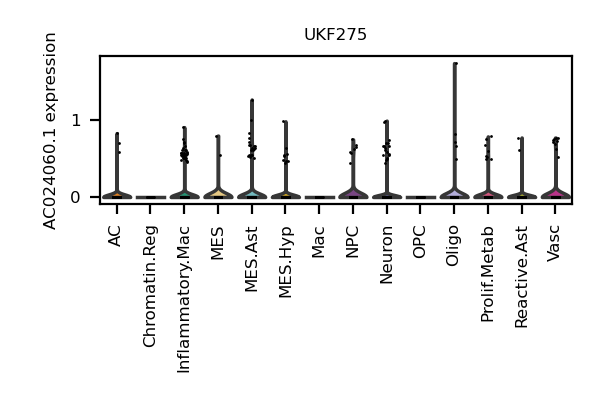 UKF275
AC024060.1 expression
1
0
AC
Chromatin.Reg
Inflammatory.Mac
MES
MES.Ast
MES.Hyp
Mac
NPC
Neuron
OPC
Oligo
Prolif.Metab
Reactive.Ast
Vasc